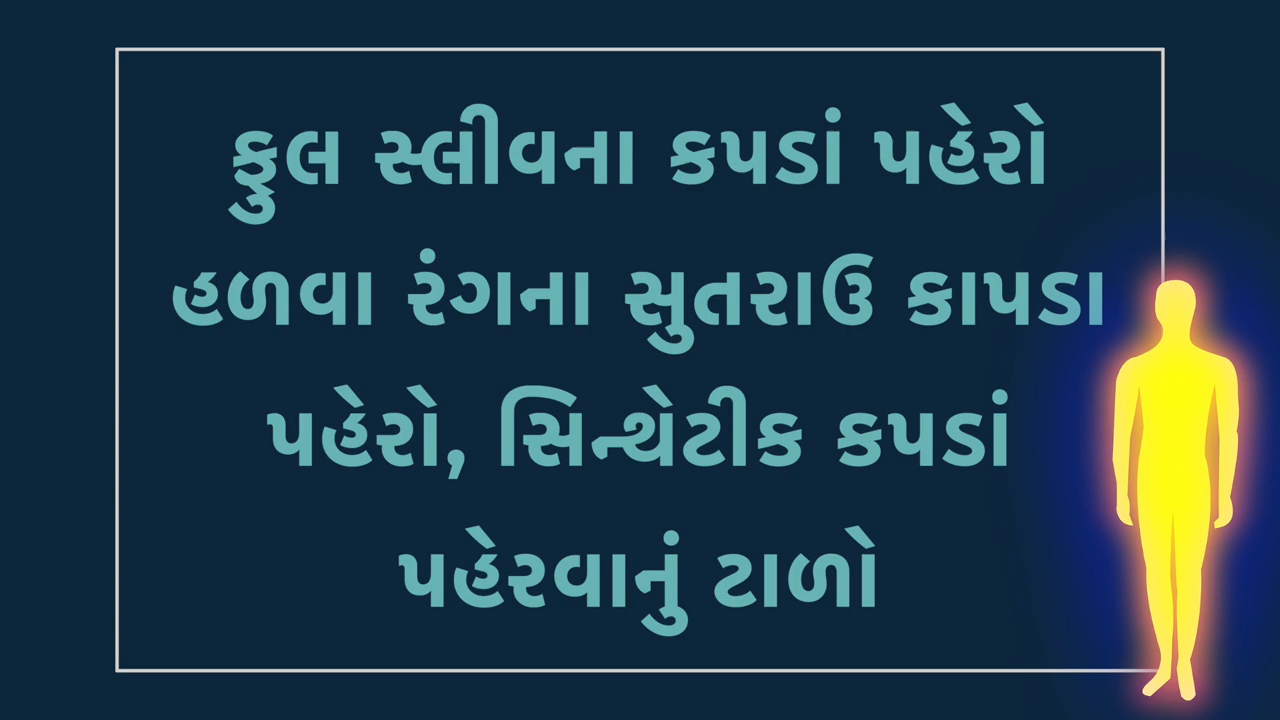 ફુલ સ્લીવના કપડાં પહેરો
હળવા રંગના સુતરાઉ કાપડા
પહેરો, સિન્થેટીક કપડાં
પહેરવાનું ટાળો